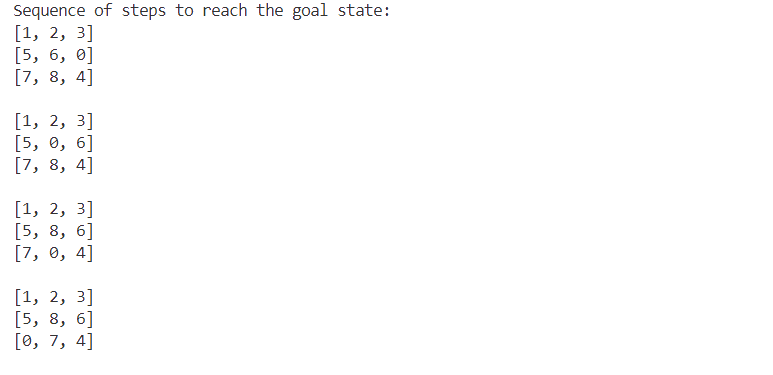 Sequence of steps to reach the goal state:
[1, 2, 3]
[5, 6, 0]
[7, 8, 4]
[1, 2, 3]
[5, 0, 6]
[7, 8, 4]
[1, 2, 3]
[5, 8, 6]
[7, 0, 4]
[1, 2, 3]
[5, 8, 6]
[0, 7, 4]